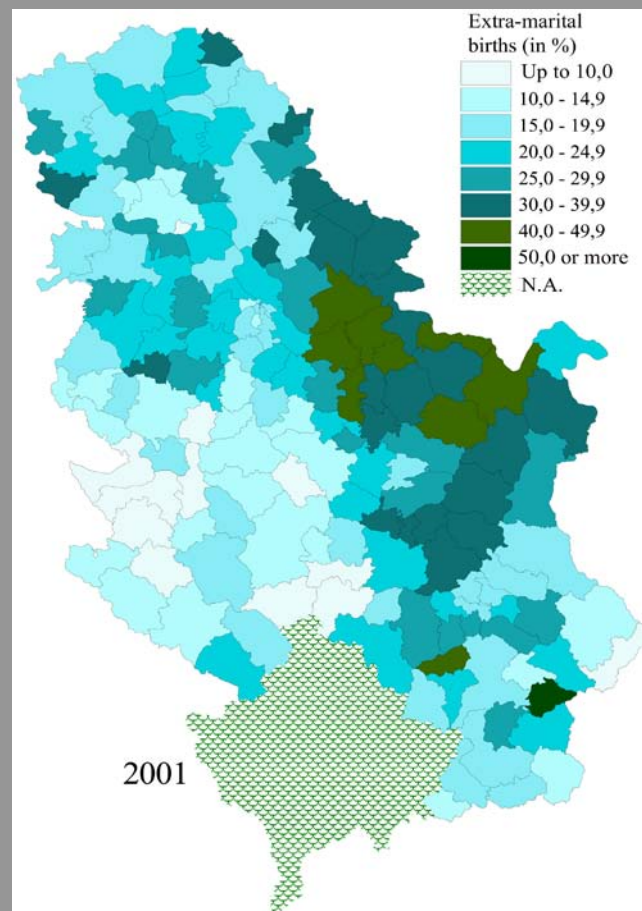 Extra-marital
births (in %)
Up to 10,0
10,0 - 14,9
15,0 - 19,9
20,0 - 24,9
25,0 - 29,9
30,0 - 39,9
40,0 - 49,9
50,0 or more
N.A.
2001